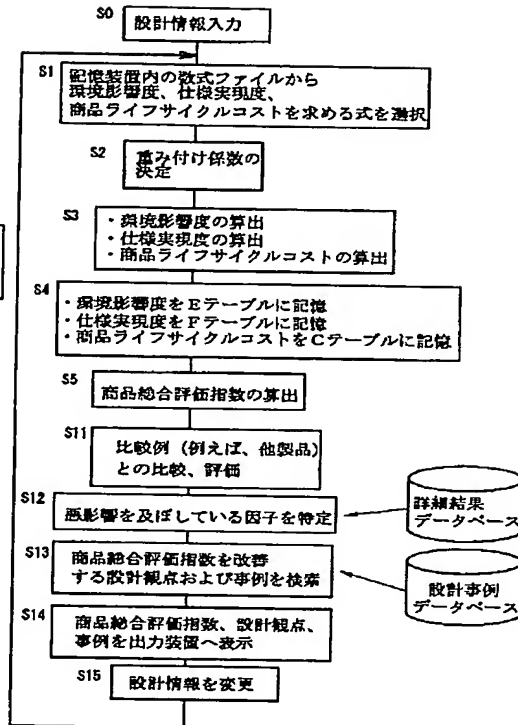 S0
設計情報入力
S1
記憶装置内の数式ファイルから
環境影響度、仕様実現度、
商品ライフサイクルコストを求める式を選択
S2
重み付け係数の
決定
S3
・環境影響度の算出
・仕様実現度の算出
・商品ライフサイクルコストの算出
S4
・環境影響度をEテーブルに記憶
・仕様実現度をFテーブルに記憶
・商品ライフサイクルコストをCテーブルに記憶
S5
商品総合評価指数の算出
S11
比較例(例えば、他製品)
との比較、評価
S12
悪影響を及ぼしている因子を特定
詳細結果
データベース
S13
商品総合評価指数を改善
する設計観点および事例を検索
設計事例
データベース
S14
商品総合評価指数、設計観点、
事例を出力装置へ表示
S15
設計情報を変更